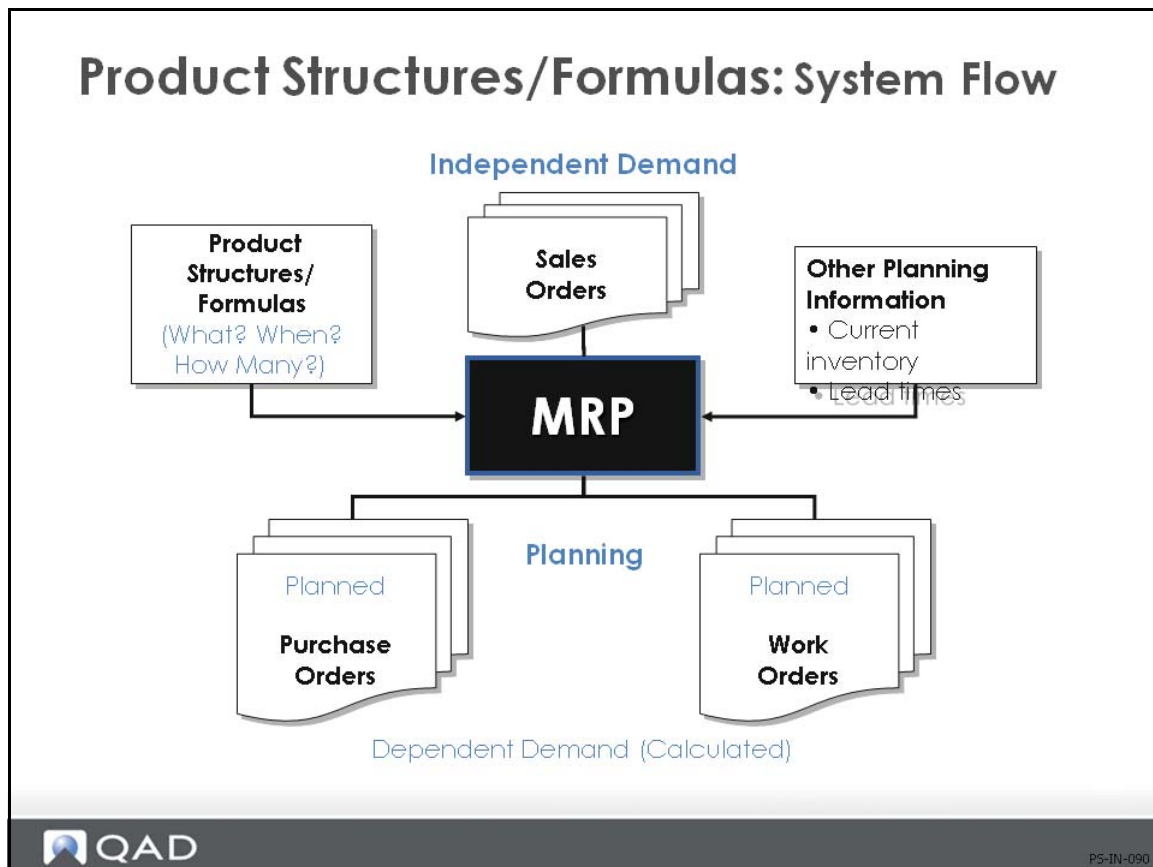 Product Structures/Formulas: System Flow
Independent Demand
Product
Structures/
Formulas
(What? When?
How Many?)
Sales
Orders
Other Planning
Information
• Current
inventory
• Lead times
MRP
Planning
Planned
Purchase
Orders
Planned
Work
Orders
Dependent Demand (Calculated)
QAD
PS-IN-090